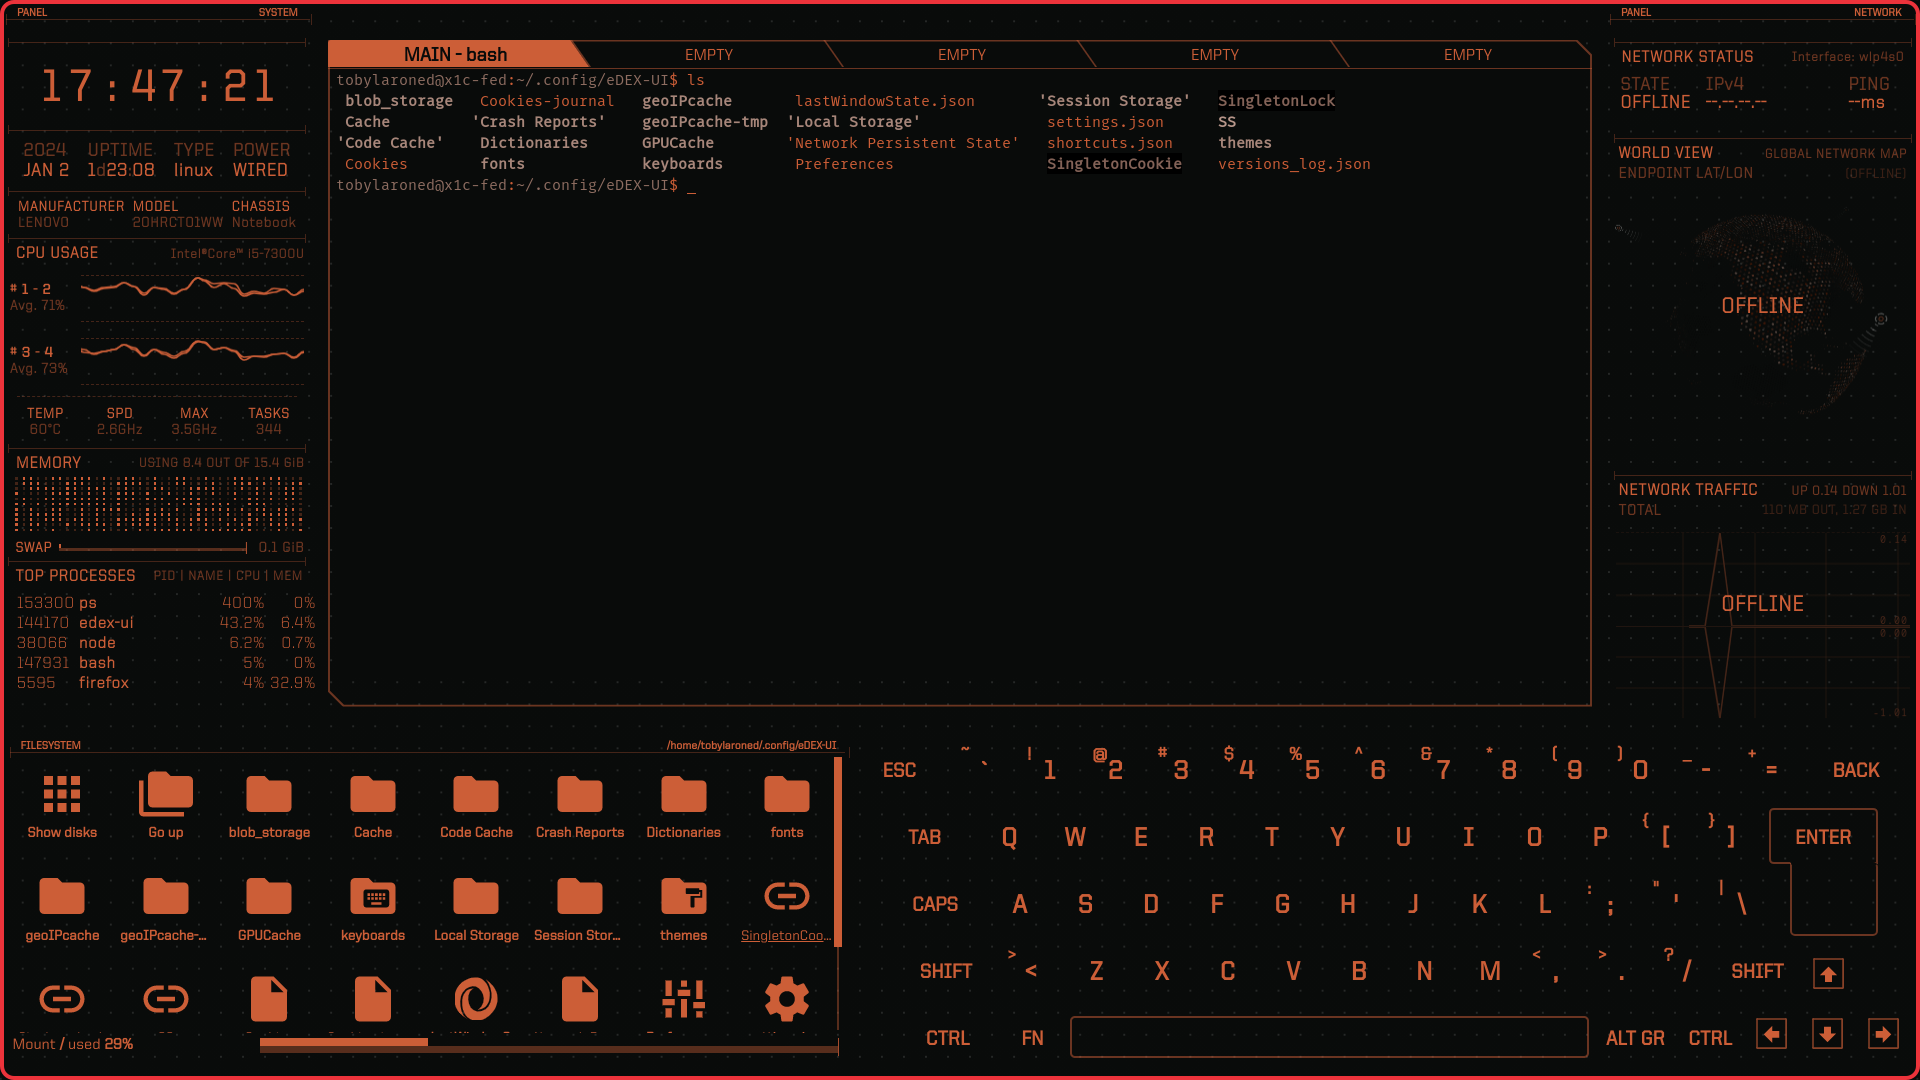 PANEL SYSTEM
17:47:21
2024 UPTIME TYPE POWER
JAN 2 1d23:08 linux WIRED
MANUFACTURER MODEL CHASSIS
LENOVO 20HRCTO1WW Notebook
CPU USAGE Intel®Core™ i5-7300U
# 1 - 2
Avg. 71%
# 3 - 4
Avg. 73%
TEMP SPD MAX TASKS
60°C 2.6GHz 3.5GHz 344
MEMORY USING 8.4 OUT OF 15.4 GiB
SWAP 0.1 GiB
TOP PROCESSES PID | NAME | CPU | MEM
153300 ps 400% 0%
144170 edex-ui 43.2% 6.4%
38066 node 6.2% 0.7%
147931 bash 5% 0%
5595 firefox 4% 32.9%
MAIN - bash EMPTY EMPTY EMPTY EMPTY
tobylaroned@x1c-fed:~/.config/eDEX-UI$ ls
blob_storage Cookies-journal geoIPcache lastWindowState.json 'Session Storage' SingletonLock
Cache 'Crash Reports' geoIPcache-tmp 'Local Storage' settings.json SS
'Code Cache' Dictionaries GPUCache 'Network Persistent State' shortcuts.json themes
Cookies fonts keyboards Preferences SingletonCookie versions_log.json
tobylaroned@x1c-fed:~/.config/eDEX-UI$ _
PANEL NETWORK
NETWORK STATUS Interface: wlp4s0
STATE IPv4 PING
OFFLINE --.--.--.-- --ms
WORLD VIEW GLOBAL NETWORK MAP
ENDPOINT LAT/LON (OFFLINE)
OFFLINE
NETWORK TRAFFIC UP 0.14 DOWN 1.01
TOTAL 110 MB OUT, 1.27 GB IN
0.14
OFFLINE
0.00
0.00
-1.01
FILESYSTEM /home/tobylaroned/.config/eDEX-UI
Show disks Go up blob_storage Cache Code Cache Crash Reports Dictionaries fonts
geoIPcache geoIPcache-... GPUCache keyboards Local Storage Session Stor... themes SingletonCoo...
Mount / used 29%
ESC ~ ` ! 1 @ 2 # 3 $ 4 % 5 ^ 6 & 7 * 8 ( 9 ) 0 _ - + = BACK
TAB Q W E R T Y U I O P { [ } ] ENTER
CAPS A S D F G H J K L : ; " ' | \
SHIFT > < Z X C V B N M < , > . ? / SHIFT
CTRL FN ALT GR CTRL